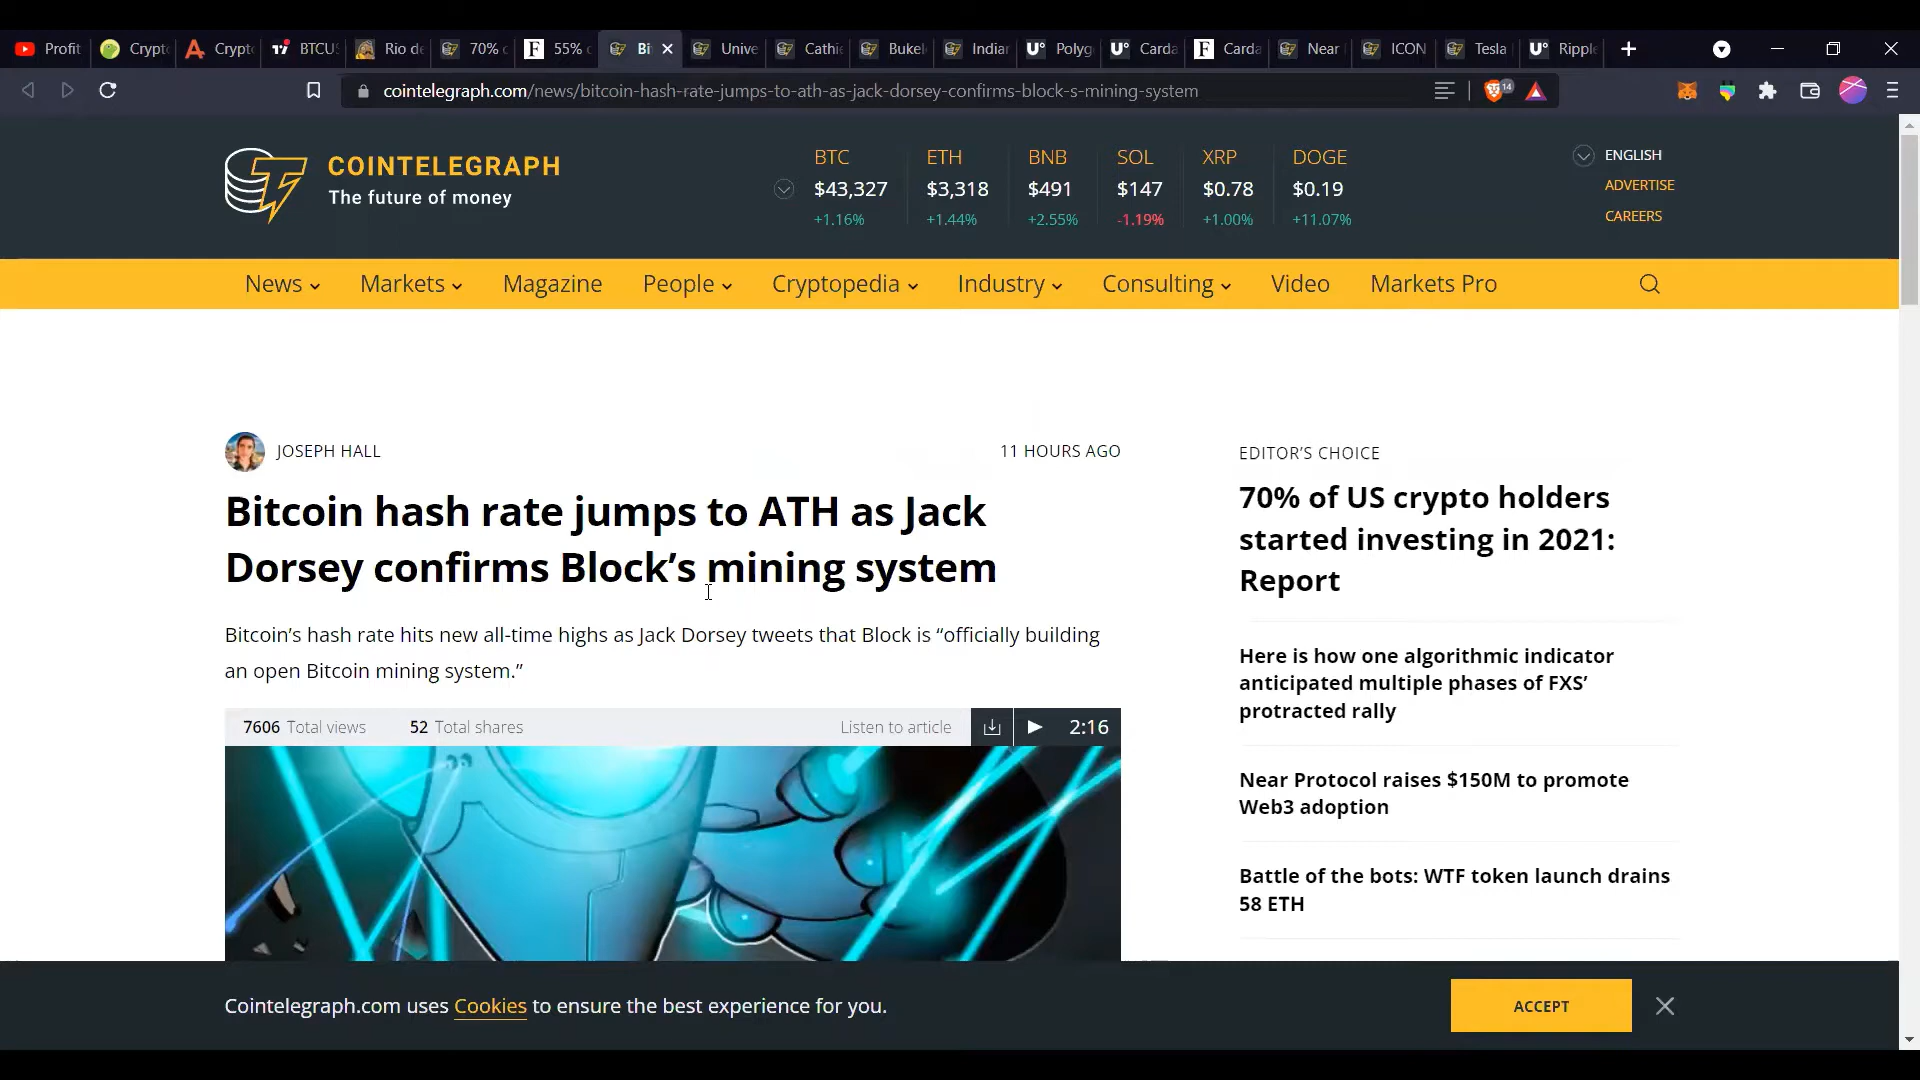 Profit
Crypt
Crypt
BTCU
Rio de
70% c
55% c
Bi
Unive
Cathi
Bukel
Indian
Polyg
Carda
Carda
Near
ICON
Tesla
Ripple
cointelegraph.com/news/bitcoin-hash-rate-jumps-to-ath-as-jack-dorsey-confirms-block-s-mining-system
14
COINTELEGRAPH
The future of money
BTC ETH BNB SOL XRP DOGE
$43,327 $3,318 $491 $147 $0.78 $0.19
+1.16% +1.44% +2.55% -1.19% +1.00% +11.07%
ENGLISH
ADVERTISE
CAREERS
News Markets Magazine People Cryptopedia Industry Consulting Video Markets Pro
JOSEPH HALL
11 HOURS AGO
Bitcoin hash rate jumps to ATH as Jack
Dorsey confirms Block’s mining system
Bitcoin’s hash rate hits new all-time highs as Jack Dorsey tweets that Block is “officially building
an open Bitcoin mining system.”
7606 Total views 52 Total shares Listen to article 2:16
EDITOR’S CHOICE
70% of US crypto holders
started investing in 2021:
Report
Here is how one algorithmic indicator
anticipated multiple phases of FXS’
protracted rally
Near Protocol raises $150M to promote
Web3 adoption
Battle of the bots: WTF token launch drains
58 ETH
Cointelegraph.com uses Cookies to ensure the best experience for you.
ACCEPT